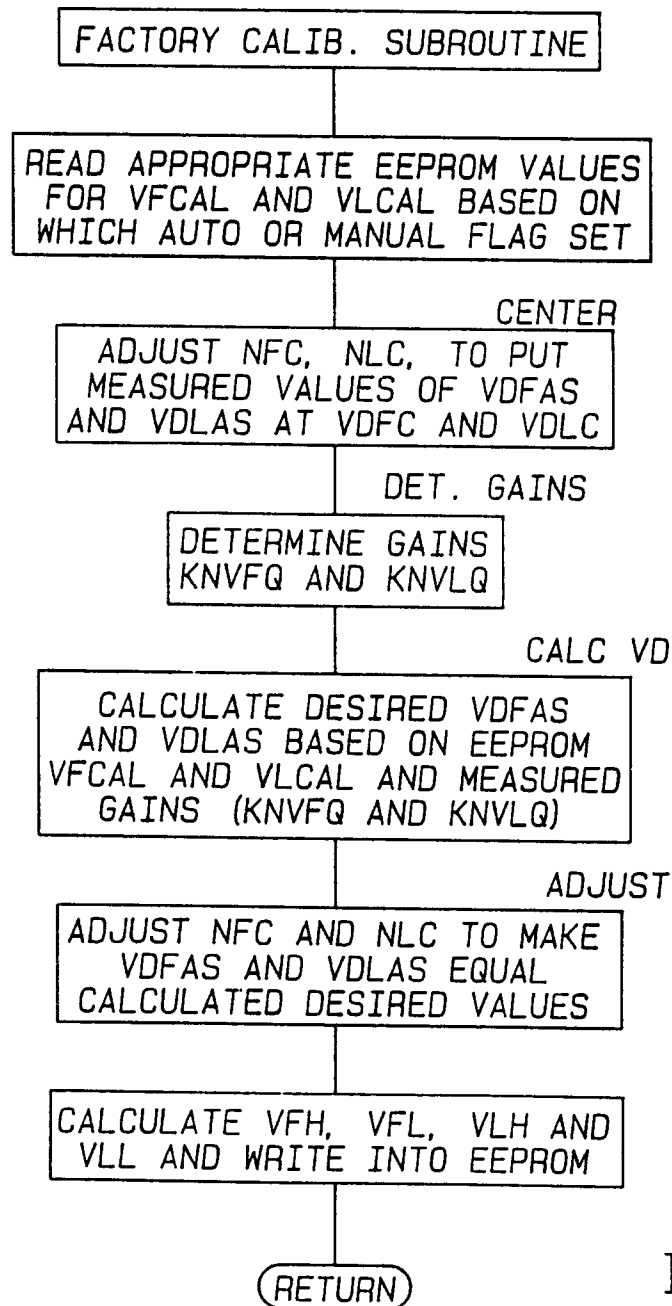 FACTORY CALIB. SUBROUTINE
READ APPROPRIATE EEPROM VALUES
FOR VFCAL AND VLCAL BASED ON
WHICH AUTO OR MANUAL FLAG SET
CENTER
ADJUST NFC, NLC, TO PUT
MEASURED VALUES OF VDFAS
AND VDLAS AT VDFC AND VDLC
DET. GAINS
DETERMINE GAINS
KNVFQ AND KNVLQ
CALC VD
CALCULATE DESIRED VDFAS
AND VDLAS BASED ON EEPROM
VFCAL AND VLCAL AND MEASURED
GAINS (KNVFQ AND KNVLQ)
ADJUST
ADJUST NFC AND NLC TO MAKE
VDFAS AND VDLAS EQUAL
CALCULATED DESIRED VALUES
CALCULATE VFH, VFL, VLH AND
VLL AND WRITE INTO EEPROM
RETURN